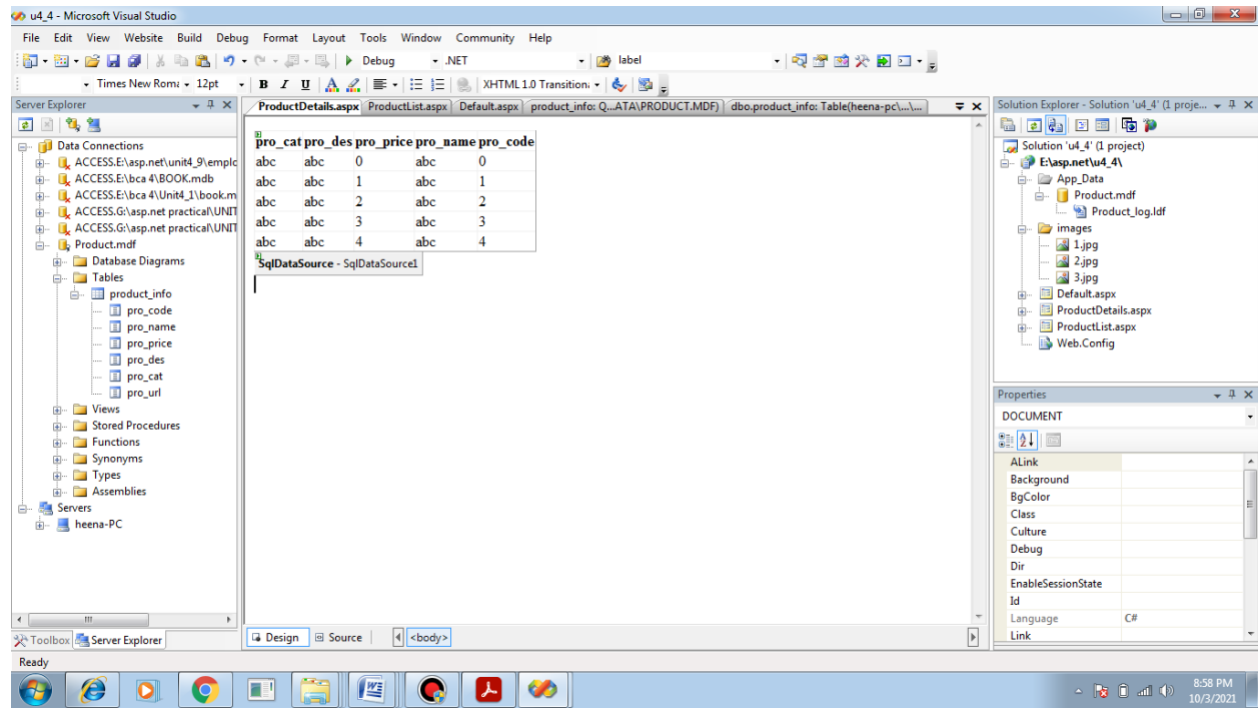 u4_4 - Microsoft Visual Studio
File Edit View Website Build Debug Format Layout Tools Window Community Help
Debug .NET label
Times New Roma 12pt B I U A XHTML 1.0 Transition:
Server Explorer
Data Connections
ACCESS.E:\asp.net\unit4_9\emplc
ACCESS.E:\bca 4\BOOK.mdb
ACCESS.E:\bca 4\Unit4_1\book.m
ACCESS.G:\asp.net practical\UNIT
ACCESS.G:\asp.net practical\UNIT
Product.mdf
Database Diagrams
Tables
product_info
pro_code
pro_name
pro_price
pro_des
pro_cat
pro_url
Views
Stored Procedures
Functions
Synonyms
Types
Assemblies
Servers
heena-PC
Toolbox Server Explorer
ProductDetails.aspx ProductList.aspx Default.aspx product_info: Q...ATA\PRODUCT.MDF) dbo.product_info: Table(heena-pc\...\...
pro_cat pro_des pro_price pro_name pro_code
abc abc 0 abc 0
abc abc 1 abc 1
abc abc 2 abc 2
abc abc 3 abc 3
abc abc 4 abc 4
SqlDataSource - SqlDataSource1
Design Source <body>
Solution Explorer - Solution 'u4_4' (1 proje...
Solution 'u4_4' (1 project)
E:\asp.net\u4_4\
App_Data
Product.mdf
Product_log.ldf
images
1.jpg
2.jpg
3.jpg
Default.aspx
ProductDetails.aspx
ProductList.aspx
Web.Config
Properties
DOCUMENT
ALink
Background
BgColor
Class
Culture
Debug
Dir
EnableSessionState
Id
Language C#
Link
Ready
8:58 PM
10/3/2021